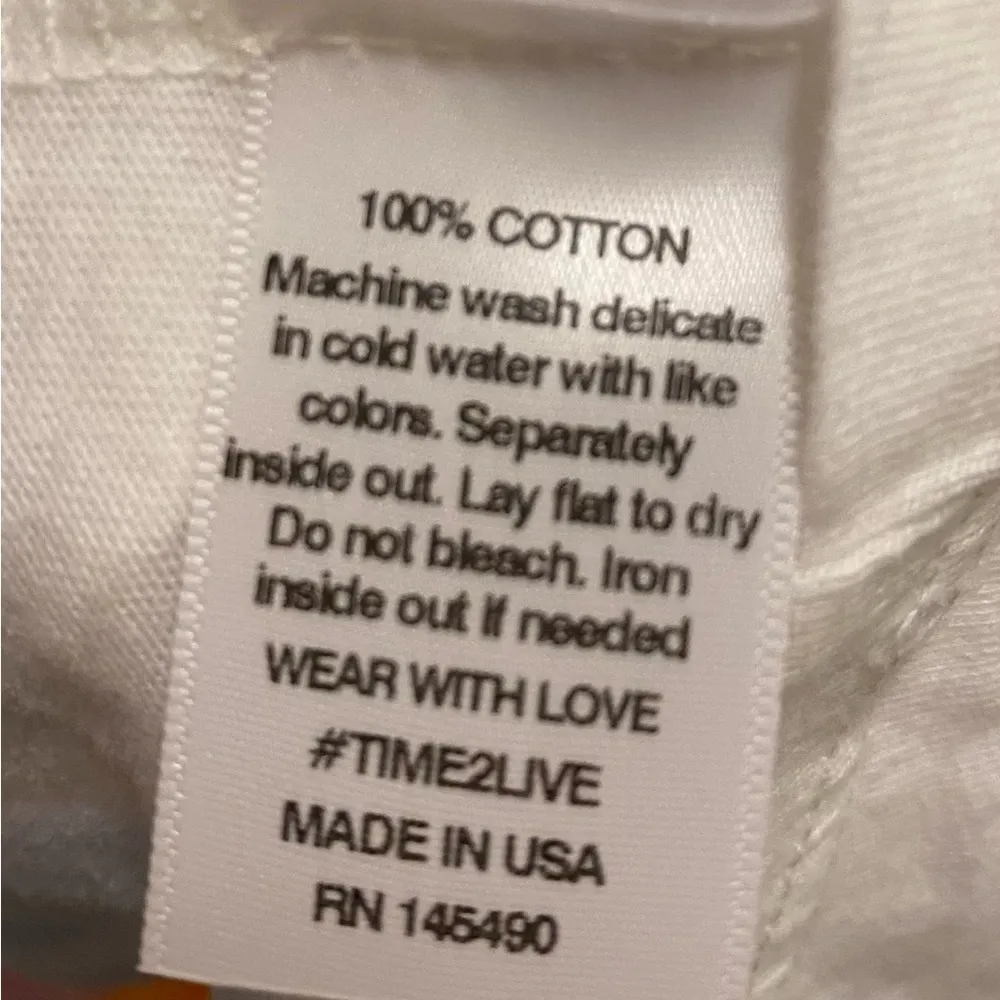 100% COTTON
Machine wash delicate
in cold water with like
colors. Separately
inside out. Lay flat to dry
Do not bleach. Iron
inside out if needed
WEAR WITH LOVE
#TIME2LIVE
MADE IN USA
RN 145490